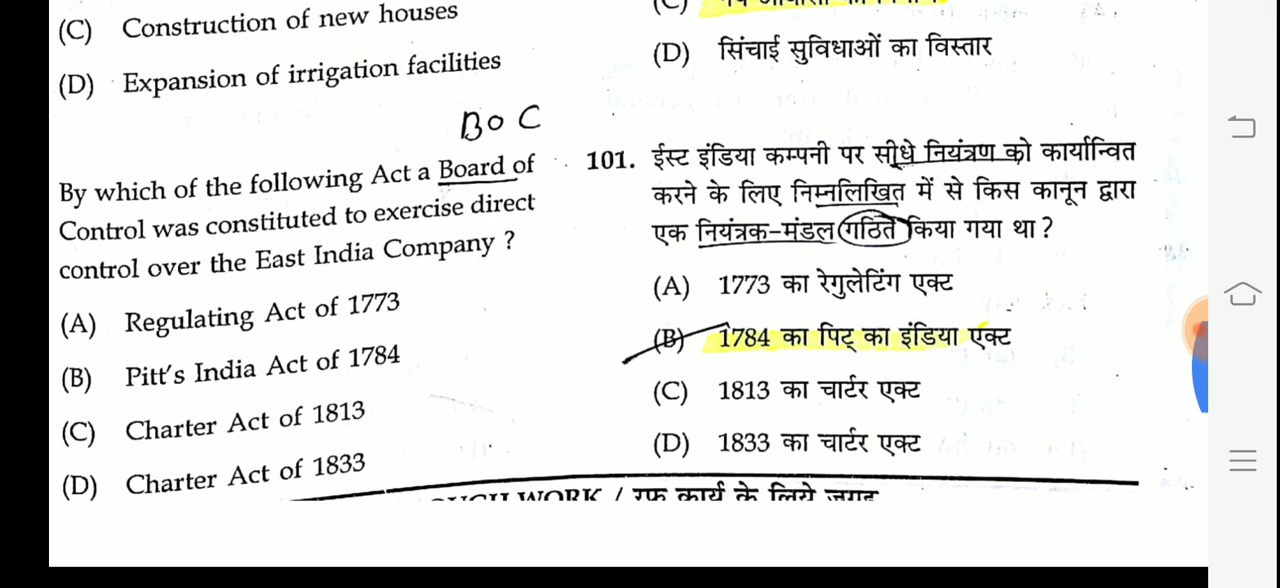 (C) Construction of new houses
(D) Expansion of irrigation facilities
BOC
By which of the following Act a Board of
Control was constituted to exercise direct
control over the East India Company ?
(A) Regulating Act of 1773
(B) Pitt's India Act of 1784
(C) Charter Act of 1813
(D) Charter Act of 1833
(C)
(D) सिंचाई सुविधाओं का विस्तार
101. ईस्ट इंडिया कम्पनी पर सीधे नियंत्रण को कार्यान्वित
करने के लिए निम्नलिखित में से किस कानून द्वारा
एक नियंत्रक-मंडल गठित किया गया था ?
(A) 1773 का रेगुलेटिंग एक्ट
(B) 1784 का पिट् का इंडिया एक्ट
(C) 1813 का चार्टर एक्ट
(D) 1833 का चार्टर एक्ट
WORK / रफ कार्य के लिये जगह